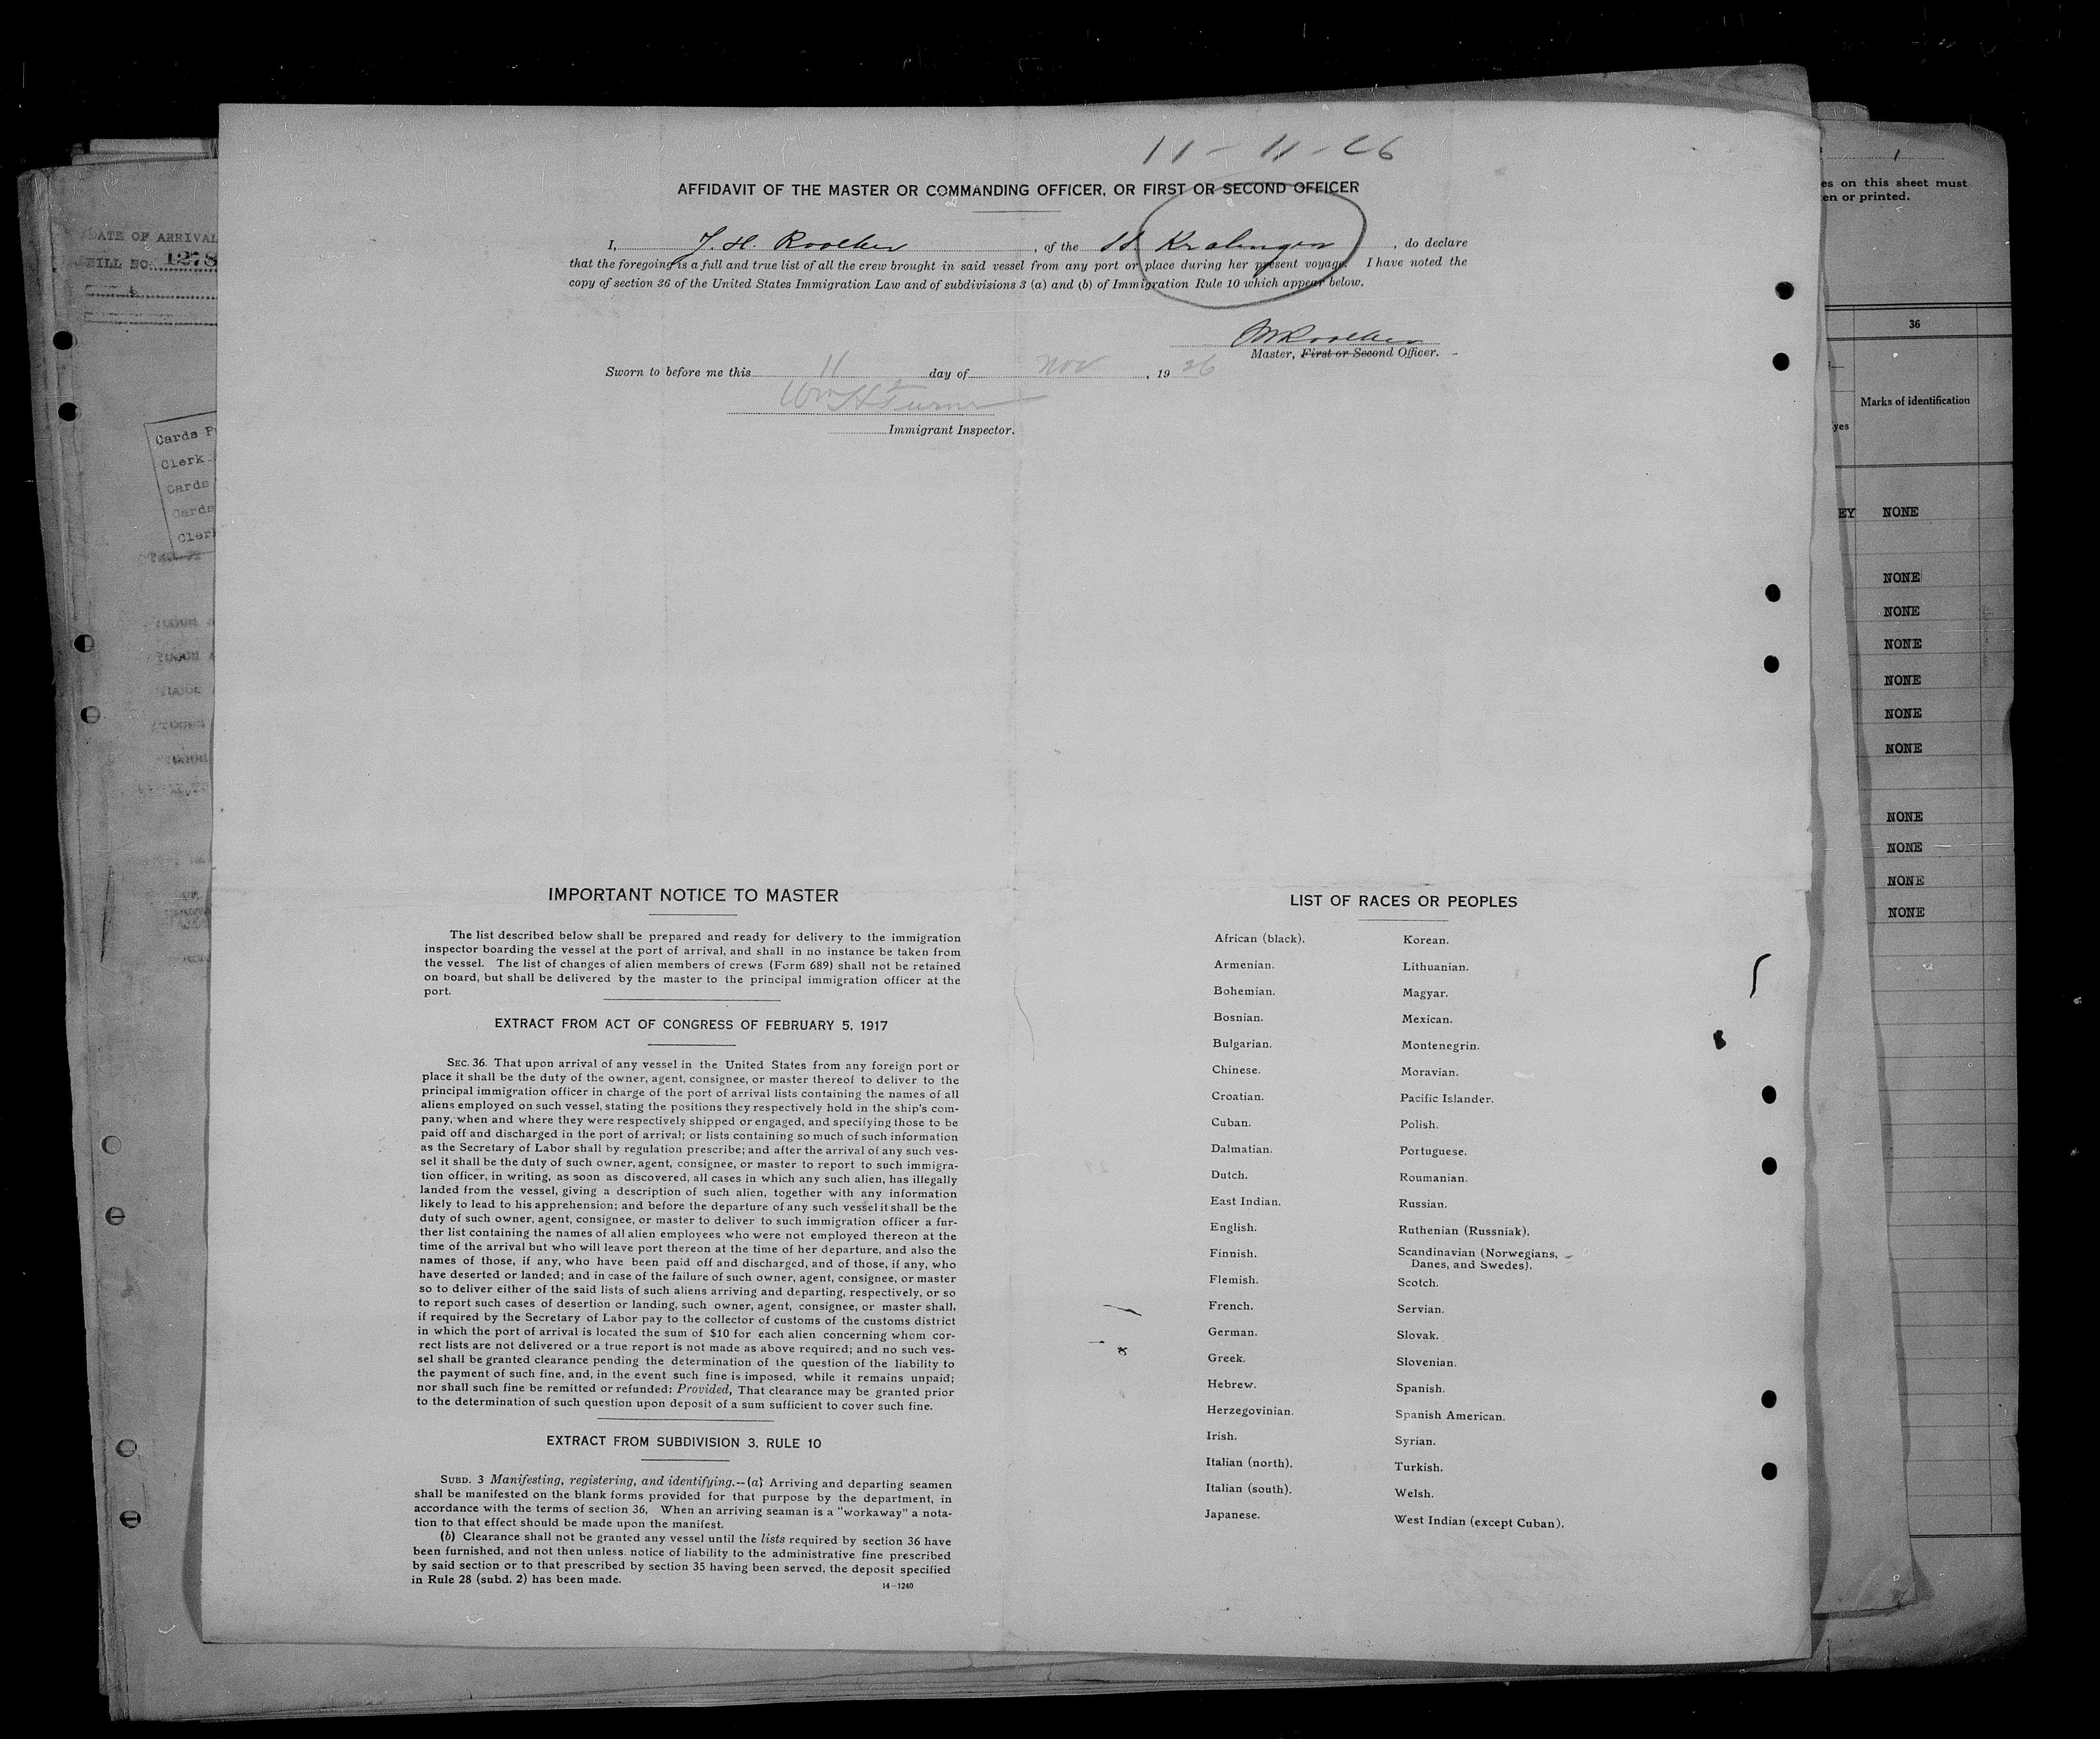 11-11-26
AFFIDAVIT OF THE MASTER OR COMMANDING OFFICER, OR FIRST OR SECOND OFFICER
I, J. H. , of the SS. Kralingen, do declare
that the foregoing is a full and true list of all the crew brought in said vessel from any port or place during her present voyage. I have noted the
copy of section 36 of the United States Immigration Law and of subdivisions 3 (a) and (b) of Immigration Rule 10 which appear below.
Master, First or Second Officer.
Sworn to before me this 11 day of Nov, 1926
Wm H Turner
Immigrant Inspector.
IMPORTANT NOTICE TO MASTER
The list described below shall be prepared and ready for delivery to the immigration
inspector boarding the vessel at the port of arrival, and shall in no instance be taken from
the vessel. The list of changes of alien members of crews (Form 689) shall not be retained
on board, but shall be delivered by the master to the principal immigration officer at the
port.
EXTRACT FROM ACT OF CONGRESS OF FEBRUARY 5, 1917
SEC. 36. That upon arrival of any vessel in the United States from any foreign port or
place it shall be the duty of the owner, agent, consignee, or master thereof to deliver to the
principal immigration officer in charge of the port of arrival lists containing the names of all
aliens employed on such vessel, stating the positions they respectively hold in the ship's com-
pany, when and where they were respectively shipped or engaged, and specifying those to be
paid off and discharged in the port of arrival; or lists containing so much of such information
as the Secretary of Labor shall by regulation prescribe; and after the arrival of any such ves-
sel it shall be the duty of such owner, agent, consignee, or master to report to such immigra-
tion officer, in writing, as soon as discovered, all cases in which any such alien, has illegally
landed from the vessel, giving a description of such alien, together with any information
likely to lead to his apprehension; and before the departure of any such vessel it shall be the
duty of such owner, agent, consignee, or master to deliver to such immigration officer a fur-
ther list containing the names of all alien employees who were not employed thereon at the
time of the arrival but who will leave port thereon at the time of her departure, and also the
names of those, if any, who have been paid off and discharged, and of those, if any, who
have deserted or landed; and in case of the failure of such owner, agent, consignee, or master
so to deliver either of the said lists of such aliens arriving and departing, respectively, or so
to report such cases of desertion or landing, such owner, agent, consignee, or master shall,
if required by the Secretary of Labor pay to the collector of customs of the customs district
in which the port of arrival is located the sum of $10 for each alien concerning whom cor-
rect lists are not delivered or a true report is not made as above required; and no such ves-
sel shall be granted clearance pending the determination of the question of the liability to
the payment of such fine, and, in the event such fine is imposed, while it remains unpaid;
nor shall such fine be remitted or refunded: Provided, That clearance may be granted prior
to the determination of such question upon deposit of a sum sufficient to cover such fine.
EXTRACT FROM SUBDIVISION 3, RULE 10
SUBD. 3 Manifesting, registering, and identifying.--(a) Arriving and departing seamen
shall be manifested on the blank forms provided for that purpose by the department, in
accordance with the terms of section 36. When an arriving seaman is a "workaway" a nota-
tion to that effect should be made upon the manifest.
(b) Clearance shall not be granted any vessel until the lists required by section 36 have
been furnished, and not then unless. notice of liability to the administrative fine prescribed
by said section or to that prescribed by section 35 having been served, the deposit specified
in Rule 28 (subd. 2) has been made.
14-1240
LIST OF RACES OR PEOPLES
African (black).
Armenian.
Bohemian.
Bosnian.
Bulgarian.
Chinese.
Croatian.
Cuban.
Dalmatian.
Dutch.
East Indian.
English.
Finnish.
Flemish.
French.
German.
Greek.
Hebrew.
Herzegovinian.
Irish.
Italian (north).
Italian (south).
Japanese.
Korean.
Lithuanian.
Magyar.
Mexican.
Montenegrin.
Moravian.
Pacific Islander.
Polish.
Portuguese.
Roumanian.
Russian.
Ruthenian (Russniak).
Scandinavian (Norwegians,
Danes, and Swedes).
Scotch.
Servian.
Slovak.
Slovenian.
Spanish.
Spanish American.
Syrian.
Turkish.
Welsh.
West Indian (except Cuban).
DATE OF ARRIVAL
BILL NO. 1278
Cards
Clerk
Cards
Cards
Clerk
1
es on this sheet must
en or printed.
36
Marks of identification
yes
EY NONE
NONE
NONE
NONE
NONE
NONE
NONE
NONE
NONE
NONE
NONE